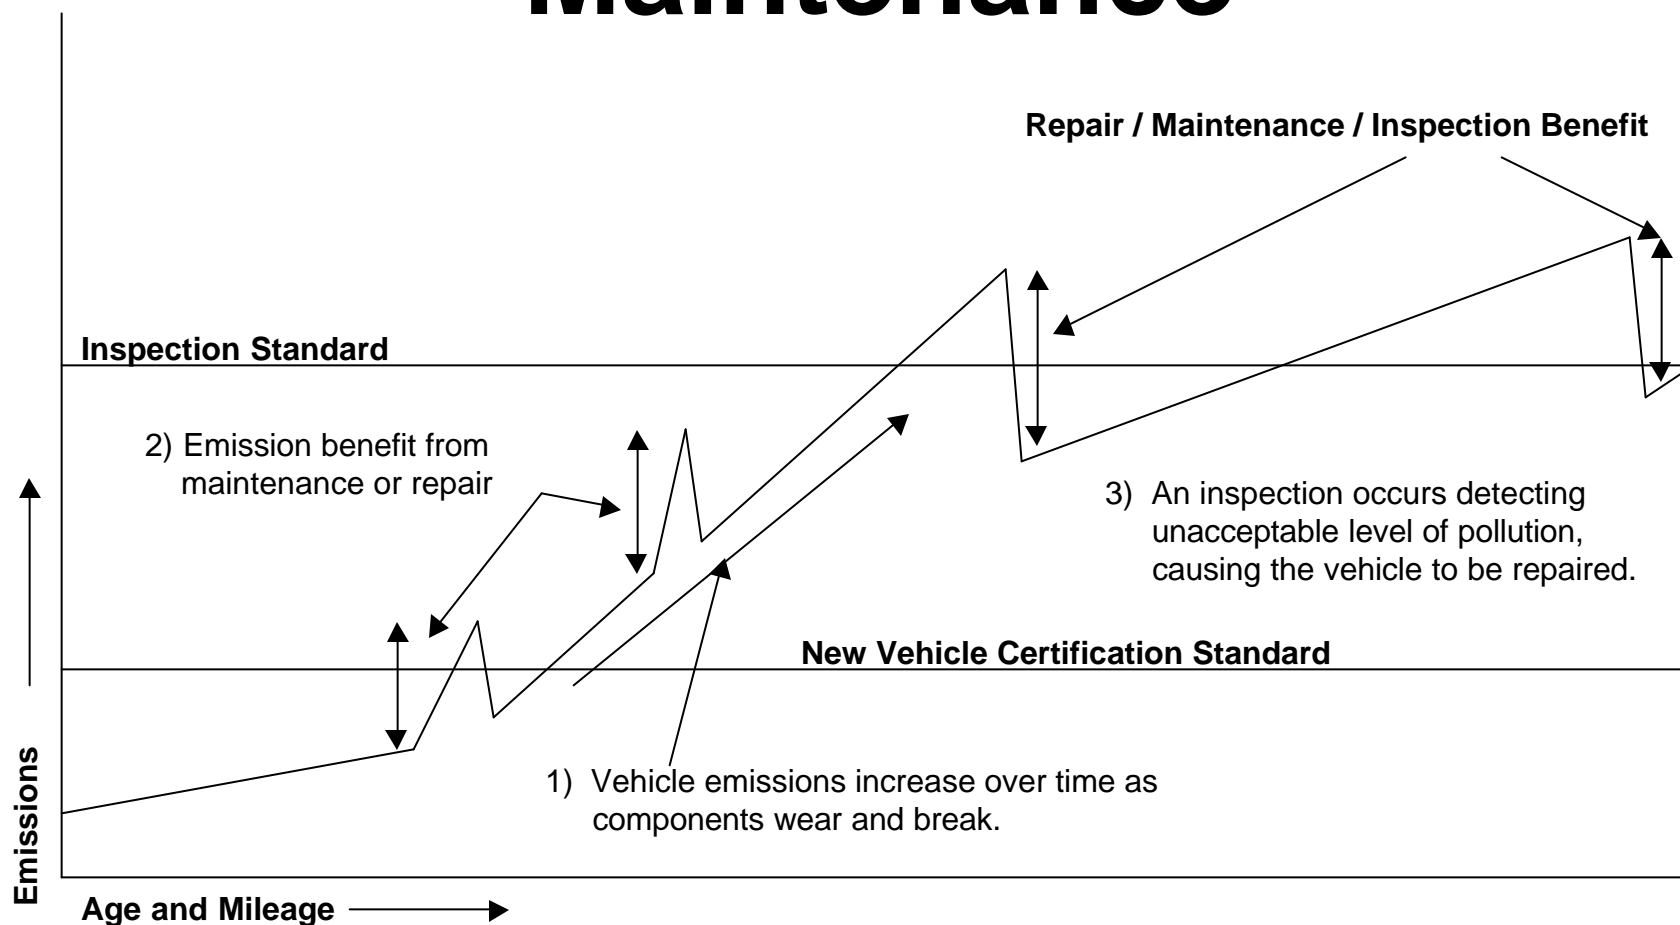 Maintenance
Repair / Maintenance / Inspection Benefit
Inspection Standard
2) Emission benefit from
maintenance or repair
3) An inspection occurs detecting
unacceptable level of pollution,
causing the vehicle to be repaired.
New Vehicle Certification Standard
1) Vehicle emissions increase over time as
components wear and break.
Emissions
Age and Mileage